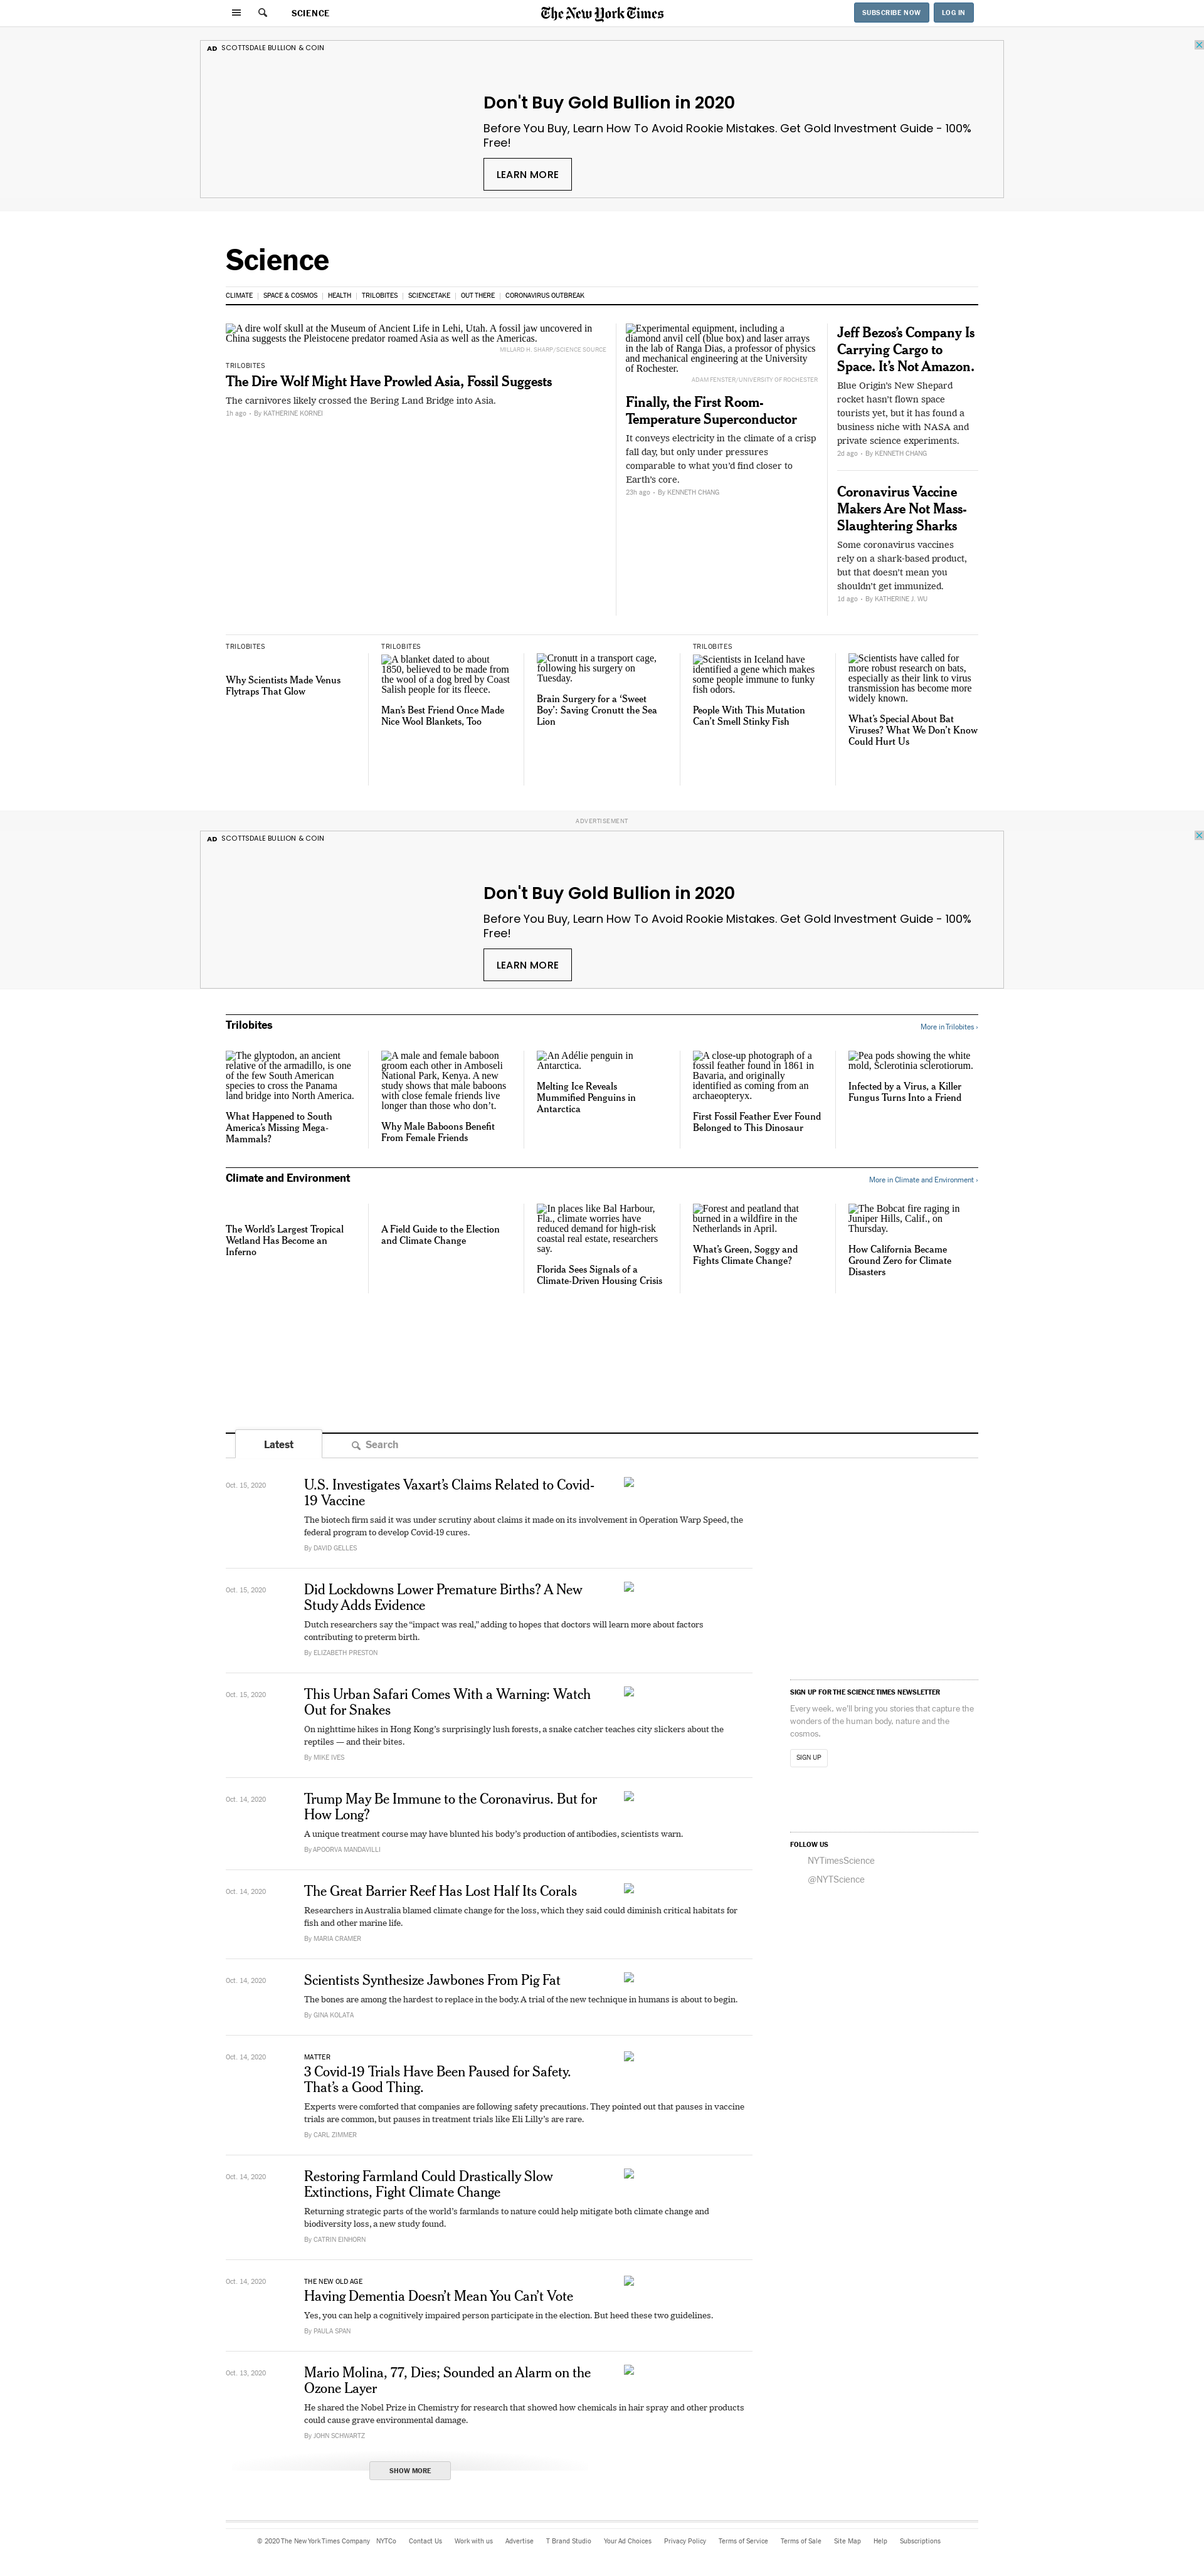 SCIENCE
The New York Times
SUBSCRIBE NOW
LOG IN
AD SCOTTSDALE BULLION & COIN
Don't Buy Gold Bullion in 2020
Before You Buy, Learn How To Avoid Rookie Mistakes. Get Gold Investment Guide - 100%
Free!
LEARN MORE
Science
CLIMATE | SPACE & COSMOS | HEALTH | TRILOBITES | SCIENCETAKE | OUT THERE | CORONAVIRUS OUTBREAK
A dire wolf skull at the Museum of Ancient Life in Lehi, Utah. A fossil jaw uncovered in
China suggests the Pleistocene predator roamed Asia as well as the Americas.
MILLARD H. SHARP/SCIENCE SOURCE
TRILOBITES
The Dire Wolf Might Have Prowled Asia, Fossil Suggests
The carnivores likely crossed the Bering Land Bridge into Asia.
1h ago • By KATHERINE KORNEI
Experimental equipment, including a
diamond anvil cell (blue box) and laser arrays
in the lab of Ranga Dias, a professor of physics
and mechanical engineering at the University
of Rochester.
ADAM FENSTER/UNIVERSITY OF ROCHESTER
Finally, the First Room-
Temperature Superconductor
It conveys electricity in the climate of a crisp
fall day, but only under pressures
comparable to what you’d find closer to
Earth’s core.
23h ago • By KENNETH CHANG
Jeff Bezos’s Company Is
Carrying Cargo to
Space. It’s Not Amazon.
Blue Origin’s New Shepard
rocket hasn’t flown space
tourists yet, but it has found a
business niche with NASA and
private science experiments.
2d ago • By KENNETH CHANG
Coronavirus Vaccine
Makers Are Not Mass-
Slaughtering Sharks
Some coronavirus vaccines
rely on a shark-based product,
but that doesn’t mean you
shouldn’t get immunized.
1d ago • By KATHERINE J. WU
TRILOBITES
Why Scientists Made Venus
Flytraps That Glow
TRILOBITES
A blanket dated to about
1850, believed to be made from
the wool of a dog bred by Coast
Salish people for its fleece.
Man’s Best Friend Once Made
Nice Wool Blankets, Too
Cronutt in a transport cage,
following his surgery on
Tuesday.
Brain Surgery for a ‘Sweet
Boy’: Saving Cronutt the Sea
Lion
TRILOBITES
Scientists in Iceland have
identified a gene which makes
some people immune to funky
fish odors.
People With This Mutation
Can’t Smell Stinky Fish
Scientists have called for
more robust research on bats,
especially as their link to virus
transmission has become more
widely known.
What’s Special About Bat
Viruses? What We Don’t Know
Could Hurt Us
ADVERTISEMENT
AD SCOTTSDALE BULLION & COIN
Don't Buy Gold Bullion in 2020
Before You Buy, Learn How To Avoid Rookie Mistakes. Get Gold Investment Guide - 100%
Free!
LEARN MORE
Trilobites
More in Trilobites ›
The glyptodon, an ancient
relative of the armadillo, is one
of the few South American
species to cross the Panama
land bridge into North America.
What Happened to South
America’s Missing Mega-
Mammals?
A male and female baboon
groom each other in Amboseli
National Park, Kenya. A new
study shows that male baboons
with close female friends live
longer than those who don’t.
Why Male Baboons Benefit
From Female Friends
An Adélie penguin in
Antarctica.
Melting Ice Reveals
Mummified Penguins in
Antarctica
A close-up photograph of a
fossil feather found in 1861 in
Bavaria, and originally
identified as coming from an
archaeopteryx.
First Fossil Feather Ever Found
Belonged to This Dinosaur
Pea pods showing the white
mold, Sclerotinia sclerotiorum.
Infected by a Virus, a Killer
Fungus Turns Into a Friend
Climate and Environment
More in Climate and Environment ›
The World’s Largest Tropical
Wetland Has Become an
Inferno
A Field Guide to the Election
and Climate Change
In places like Bal Harbour,
Fla., climate worries have
reduced demand for high-risk
coastal real estate, researchers
say.
Florida Sees Signals of a
Climate-Driven Housing Crisis
Forest and peatland that
burned in a wildfire in the
Netherlands in April.
What’s Green, Soggy and
Fights Climate Change?
The Bobcat fire raging in
Juniper Hills, Calif., on
Thursday.
How California Became
Ground Zero for Climate
Disasters
Latest
Search
Oct. 15, 2020
U.S. Investigates Vaxart’s Claims Related to Covid-
19 Vaccine
The biotech firm said it was under scrutiny about claims it made on its involvement in Operation Warp Speed, the
federal program to develop Covid-19 cures.
By DAVID GELLES
Oct. 15, 2020
Did Lockdowns Lower Premature Births? A New
Study Adds Evidence
Dutch researchers say the “impact was real,” adding to hopes that doctors will learn more about factors
contributing to preterm birth.
By ELIZABETH PRESTON
Oct. 15, 2020
This Urban Safari Comes With a Warning: Watch
Out for Snakes
On nighttime hikes in Hong Kong’s surprisingly lush forests, a snake catcher teaches city slickers about the
reptiles — and their bites.
By MIKE IVES
Oct. 14, 2020
Trump May Be Immune to the Coronavirus. But for
How Long?
A unique treatment course may have blunted his body’s production of antibodies, scientists warn.
By APOORVA MANDAVILLI
Oct. 14, 2020
The Great Barrier Reef Has Lost Half Its Corals
Researchers in Australia blamed climate change for the loss, which they said could diminish critical habitats for
fish and other marine life.
By MARIA CRAMER
Oct. 14, 2020
Scientists Synthesize Jawbones From Pig Fat
The bones are among the hardest to replace in the body. A trial of the new technique in humans is about to begin.
By GINA KOLATA
Oct. 14, 2020
MATTER
3 Covid-19 Trials Have Been Paused for Safety.
That’s a Good Thing.
Experts were comforted that companies are following safety precautions. They pointed out that pauses in vaccine
trials are common, but pauses in treatment trials like Eli Lilly’s are rare.
By CARL ZIMMER
Oct. 14, 2020
Restoring Farmland Could Drastically Slow
Extinctions, Fight Climate Change
Returning strategic parts of the world’s farmlands to nature could help mitigate both climate change and
biodiversity loss, a new study found.
By CATRIN EINHORN
Oct. 14, 2020
THE NEW OLD AGE
Having Dementia Doesn’t Mean You Can’t Vote
Yes, you can help a cognitively impaired person participate in the election. But heed these two guidelines.
By PAULA SPAN
Oct. 13, 2020
Mario Molina, 77, Dies; Sounded an Alarm on the
Ozone Layer
He shared the Nobel Prize in Chemistry for research that showed how chemicals in hair spray and other products
could cause grave environmental damage.
By JOHN SCHWARTZ
SHOW MORE
SIGN UP FOR THE SCIENCE TIMES NEWSLETTER
Every week, we'll bring you stories that capture the
wonders of the human body, nature and the
cosmos.
SIGN UP
FOLLOW US
NYTimesScience
@NYTScience
© 2020 The New York Times Company NYTCo Contact Us Work with us Advertise T Brand Studio Your Ad Choices Privacy Policy Terms of Service Terms of Sale Site Map Help Subscriptions